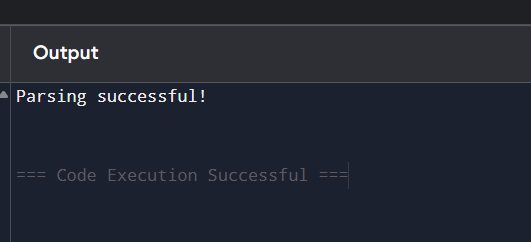 Output
Parsing successful!
=== Code Execution Successful ===